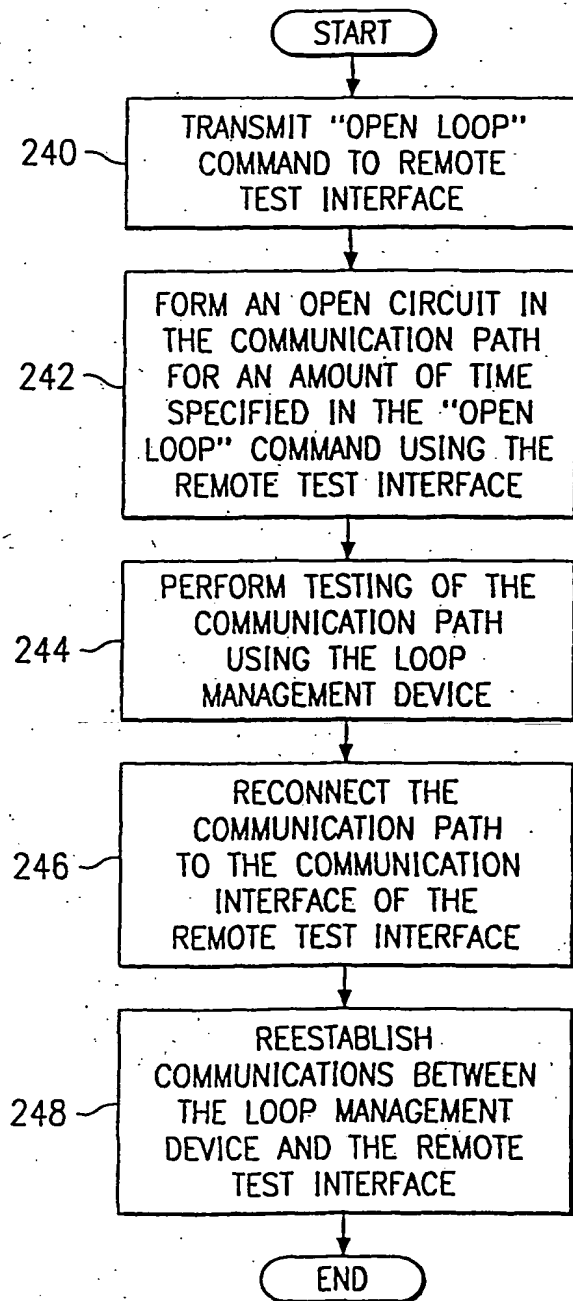 START
240
TRANSMIT "OPEN LOOP"
COMMAND TO REMOTE
TEST INTERFACE
242
FORM AN OPEN CIRCUIT IN
THE COMMUNICATION PATH
FOR AN AMOUNT OF TIME
SPECIFIED IN THE "OPEN
LOOP" COMMAND USING THE
REMOTE TEST INTERFACE
244
PERFORM TESTING OF THE
COMMUNICATION PATH
USING THE LOOP
MANAGEMENT DEVICE
246
RECONNECT THE
COMMUNICATION PATH
TO THE COMMUNICATION
INTERFACE OF THE
REMOTE TEST INTERFACE
248
REESTABLISH
COMMUNICATIONS BETWEEN
THE LOOP MANAGEMENT
DEVICE AND THE REMOTE
TEST INTERFACE
END